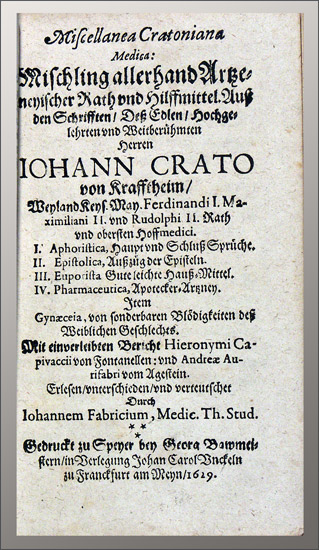 Miscellanea Cratoniana
Medica:
Mischling allerhand Artze-
neyischer Rath vnd Hilffmittel. Auß
den Schrifften / Deß Edlen / Hochge-
lehrten vnd Weitberühmten
Herren
IOHANN CRATO
von Krafftheim /
Weyland Keys. May. Ferdinandi I. Ma-
ximiliani II. vnd Rudolphi II. Rath
vnd obersten Hoffmedici.
I. Aphoristica, Haupt vnd Schluß Sprüche.
II. Epistolica, Außzüg der Episteln.
III. Euporista Gute leichte Hauß-Mittel.
IV. Pharmaceutica, Apotecker-Artzney.
Item
Gynæceia, von sonderbaren Blödigkeiten deß
Weiblichen Geschlechts.
Mit einverleibten Bericht Hieronymi Ca-
pivaccii von Fontanellen: vnd Andreæ Au-
rifabri vom Agestein.
Erlesen / vnterschieden / vnd verteutschet
Durch
Iohannem Fabricium, Medic. Th. Stud.
* *
*
Gedruckt zu Speyer bey Georg Bawmei-
stern / in Verlegung Johan Carol Vnckeln
zu Franckfurt am Meyn / 1619.